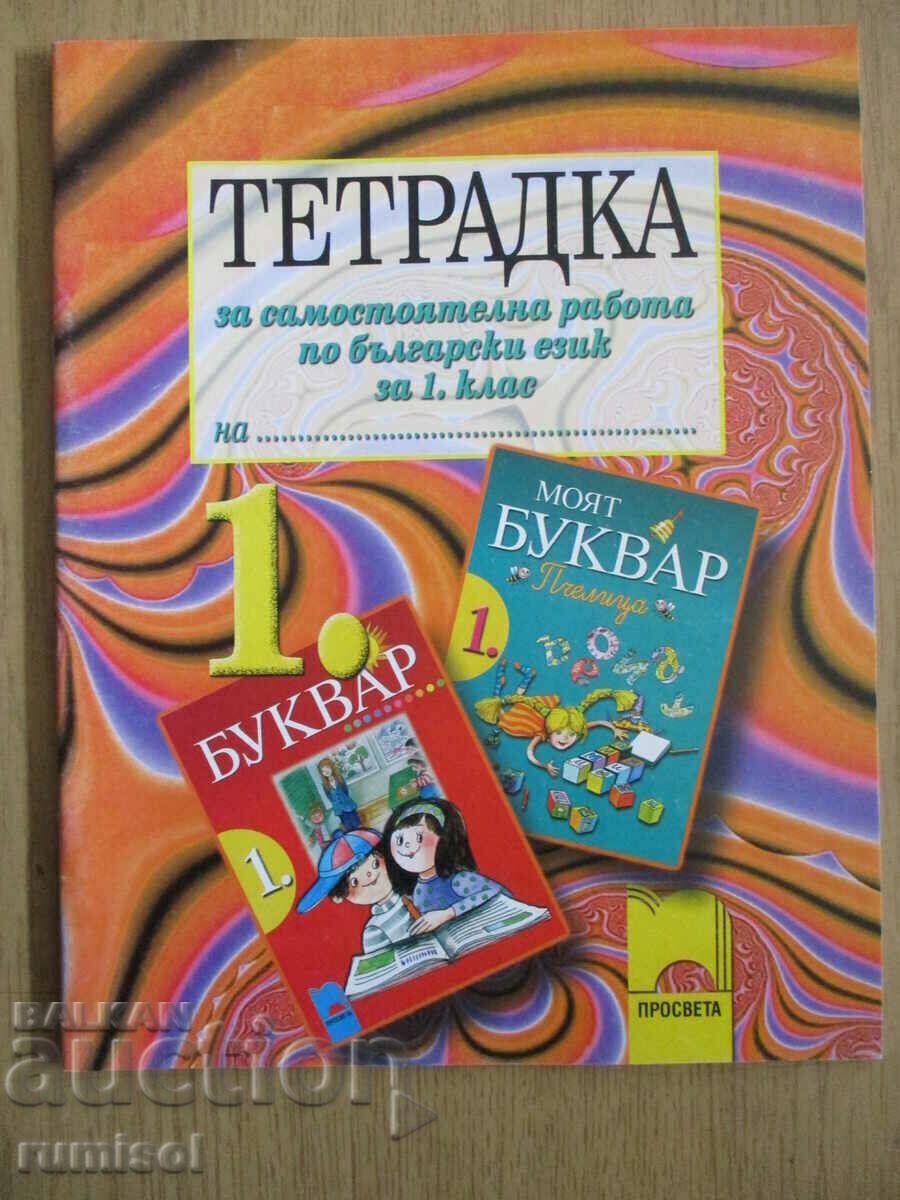 ТЕТРАДКА
за самостоятелна работа
по български език
за 1. клас
на
1.
МОЯТ
БУКВАР
Пчелица
1.
БУКВАР
1.
ПРОСВЕТА
ПРОСВЕТА
BALKAN
auction
rumisol